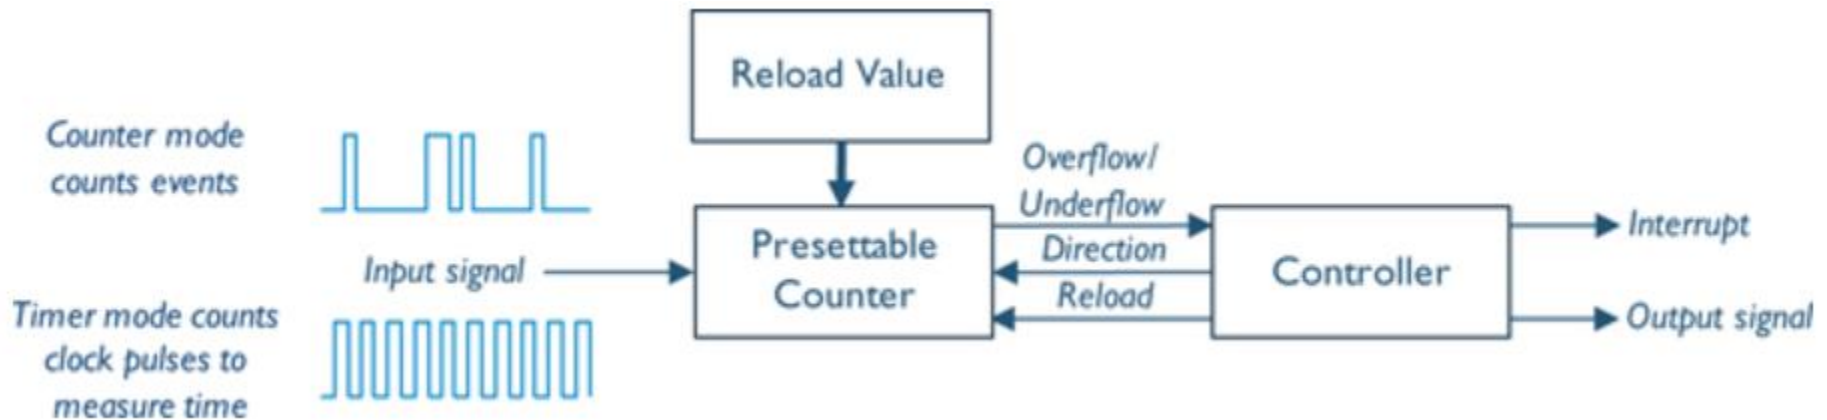 Reload Value
Counter mode
counts events
Overflow/
Underflow
Presettable
Counter
Direction
Reload
Controller
Interrupt
Output signal
Input signal
Timer mode counts
clock pulses to
measure time